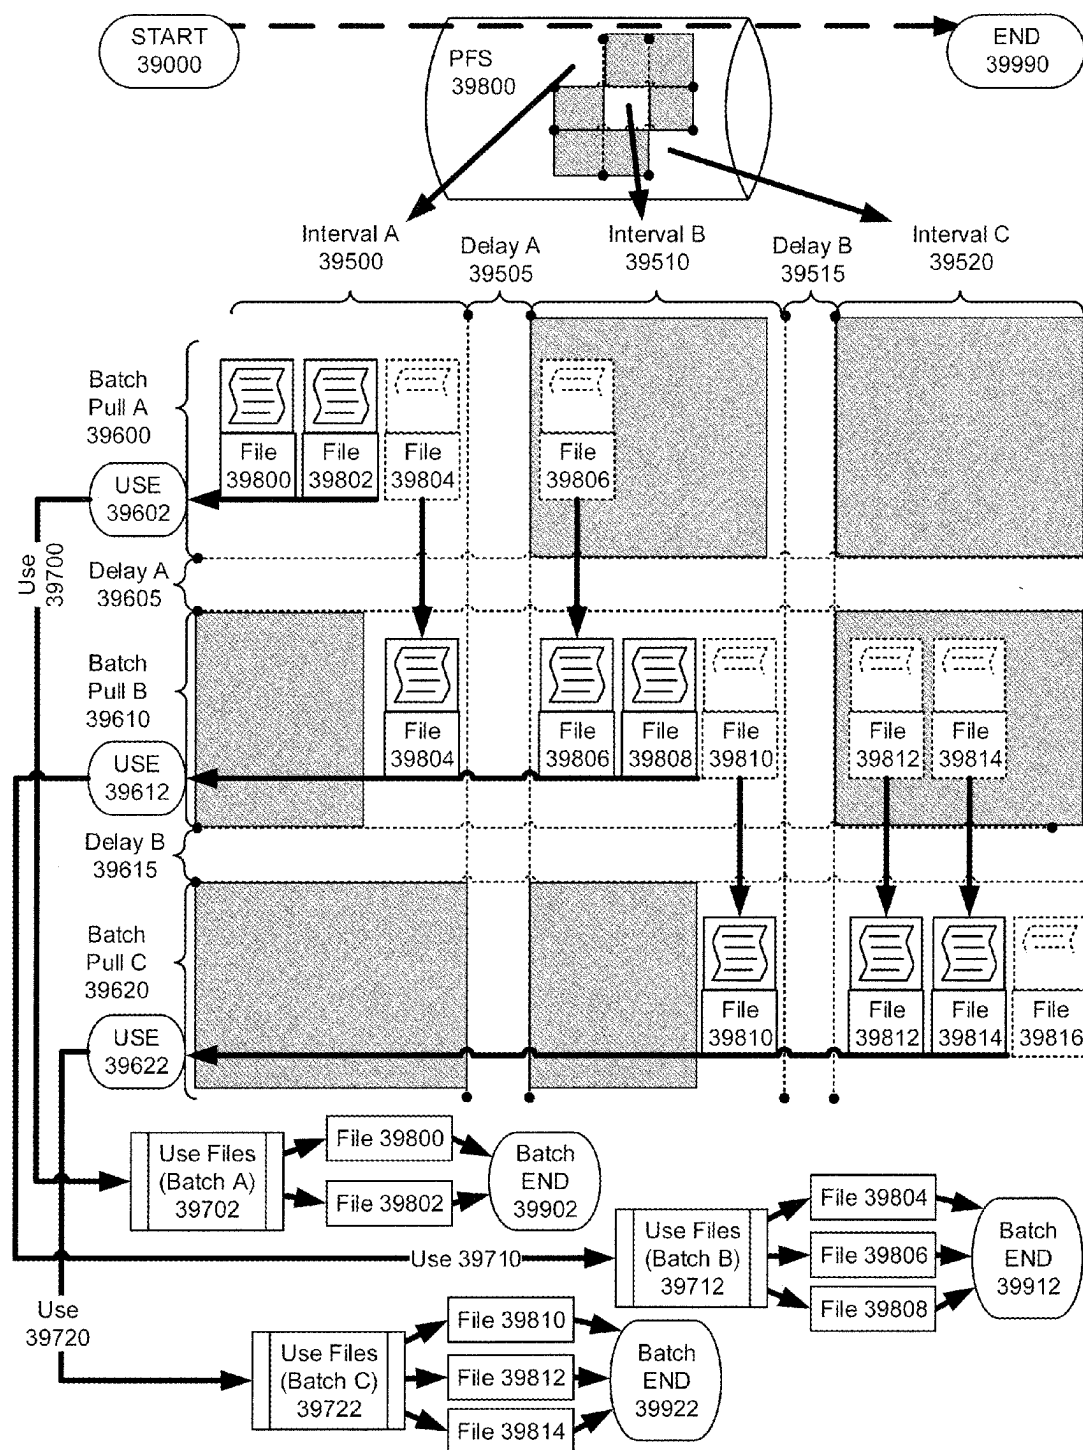 START
39000
PFS
39800
END
39990
Interval A
39500
Delay A
39505
Interval B
39510
Delay B
39515
Interval C
39520
Batch
Pull A
39600
File
39800
File
39802
File
39804
File
39806
USE
39602
Use
39700
Delay A
39605
Batch
Pull B
39610
File
39804
File
39806
File
39808
File
39810
File
39812
File
39814
USE
39612
Delay B
39615
Batch
Pull C
39620
File
39810
File
39812
File
39814
File
39816
USE
39622
Use Files
(Batch A)
39702
File 39800
File 39802
Batch
END
39902
Use 39710
Use Files
(Batch B)
39712
File 39804
File 39806
File 39808
Batch
END
39912
Use
39720
Use Files
(Batch C)
39722
File 39810
File 39812
File 39814
Batch
END
39922